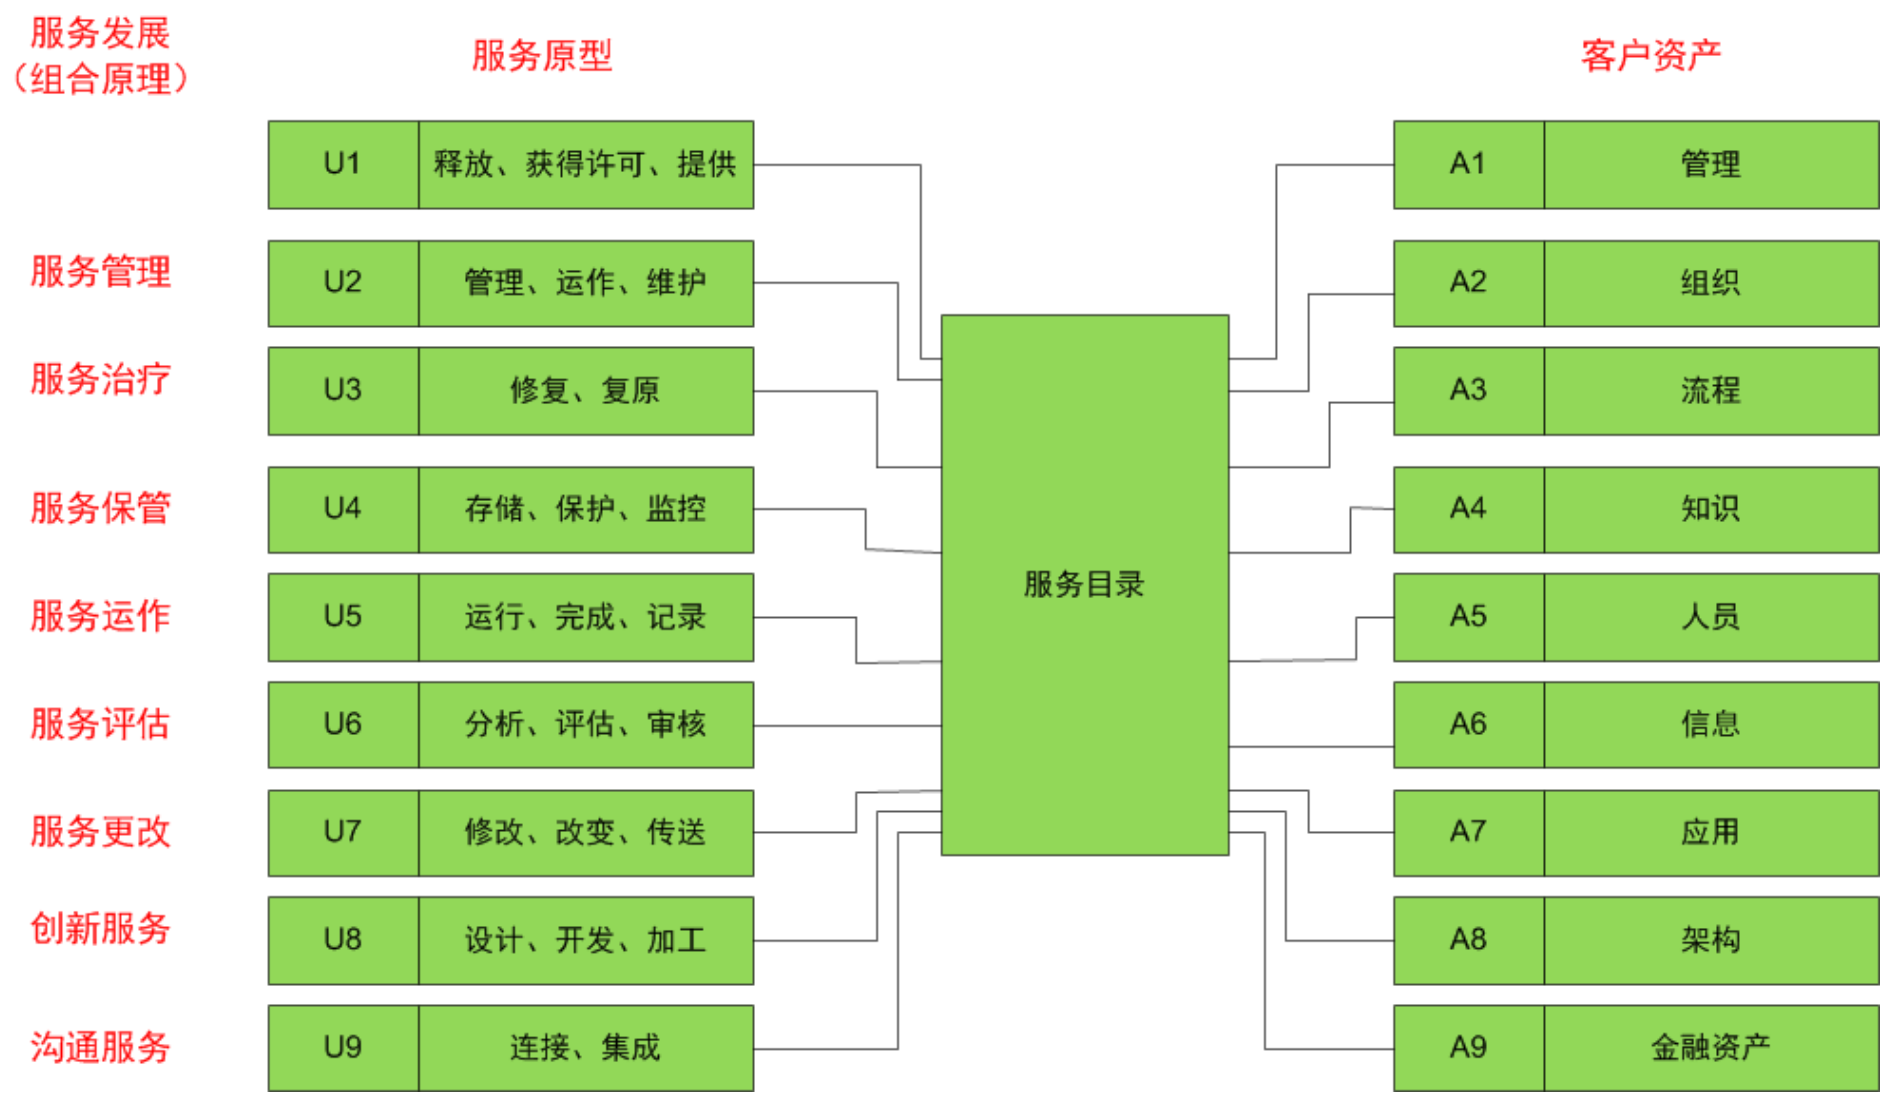 服务发展
（组合原理）
服务原型
客户资产
U1 释放、获得许可、提供
A1 管理
服务管理
U2 管理、运作、维护
A2 组织
服务治疗
U3 修复、复原
A3 流程
服务保管
U4 存储、保护、监控
A4 知识
服务目录
服务运作
U5 运行、完成、记录
A5 人员
服务评估
U6 分析、评估、审核
A6 信息
服务更改
U7 修改、改变、传送
A7 应用
创新服务
U8 设计、开发、加工
A8 架构
沟通服务
U9 连接、集成
A9 金融资产